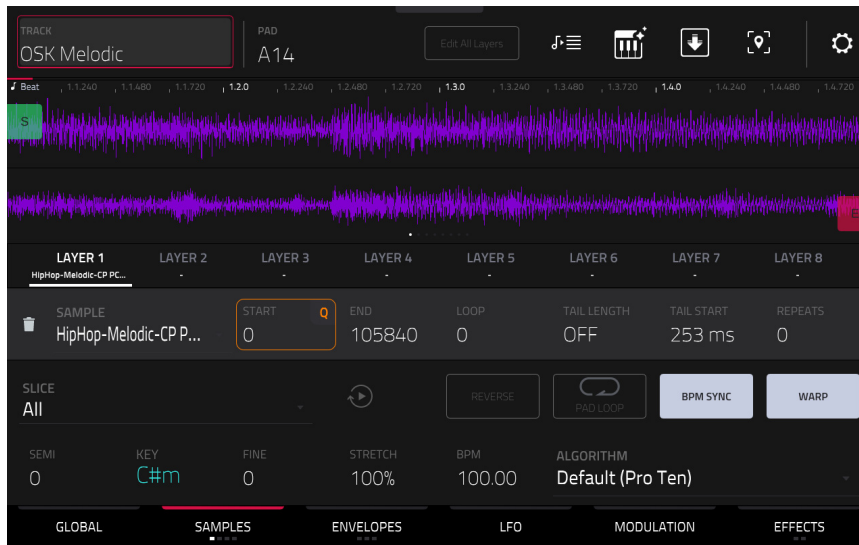 TRACK
OSK Melodic
PAD
A14
Edit All Layers
Beat 1.1.240 1.1.480 1.1.720 1.2.0 1.2.240 1.2.480 1.2.720 1.3.0 1.3.240 1.3.480 1.3.720 1.4.0 1.4.240 1.4.480 1.4.720
S
E
LAYER 1 LAYER 2 LAYER 3 LAYER 4 LAYER 5 LAYER 6 LAYER 7 LAYER 8
HipHop-Melodic-CP PC... - - - - - - -
SAMPLE START Q END LOOP TAIL LENGTH TAIL START REPEATS
HipHop-Melodic-CP P... 0 105840 0 OFF 253 ms 0
SLICE
All
REVERSE
PAD LOOP
BPM SYNC
WARP
SEMI KEY FINE STRETCH BPM ALGORITHM
0 C#m 0 100% 100.00 Default (Pro Ten)
GLOBAL SAMPLES ENVELOPES LFO MODULATION EFFECTS